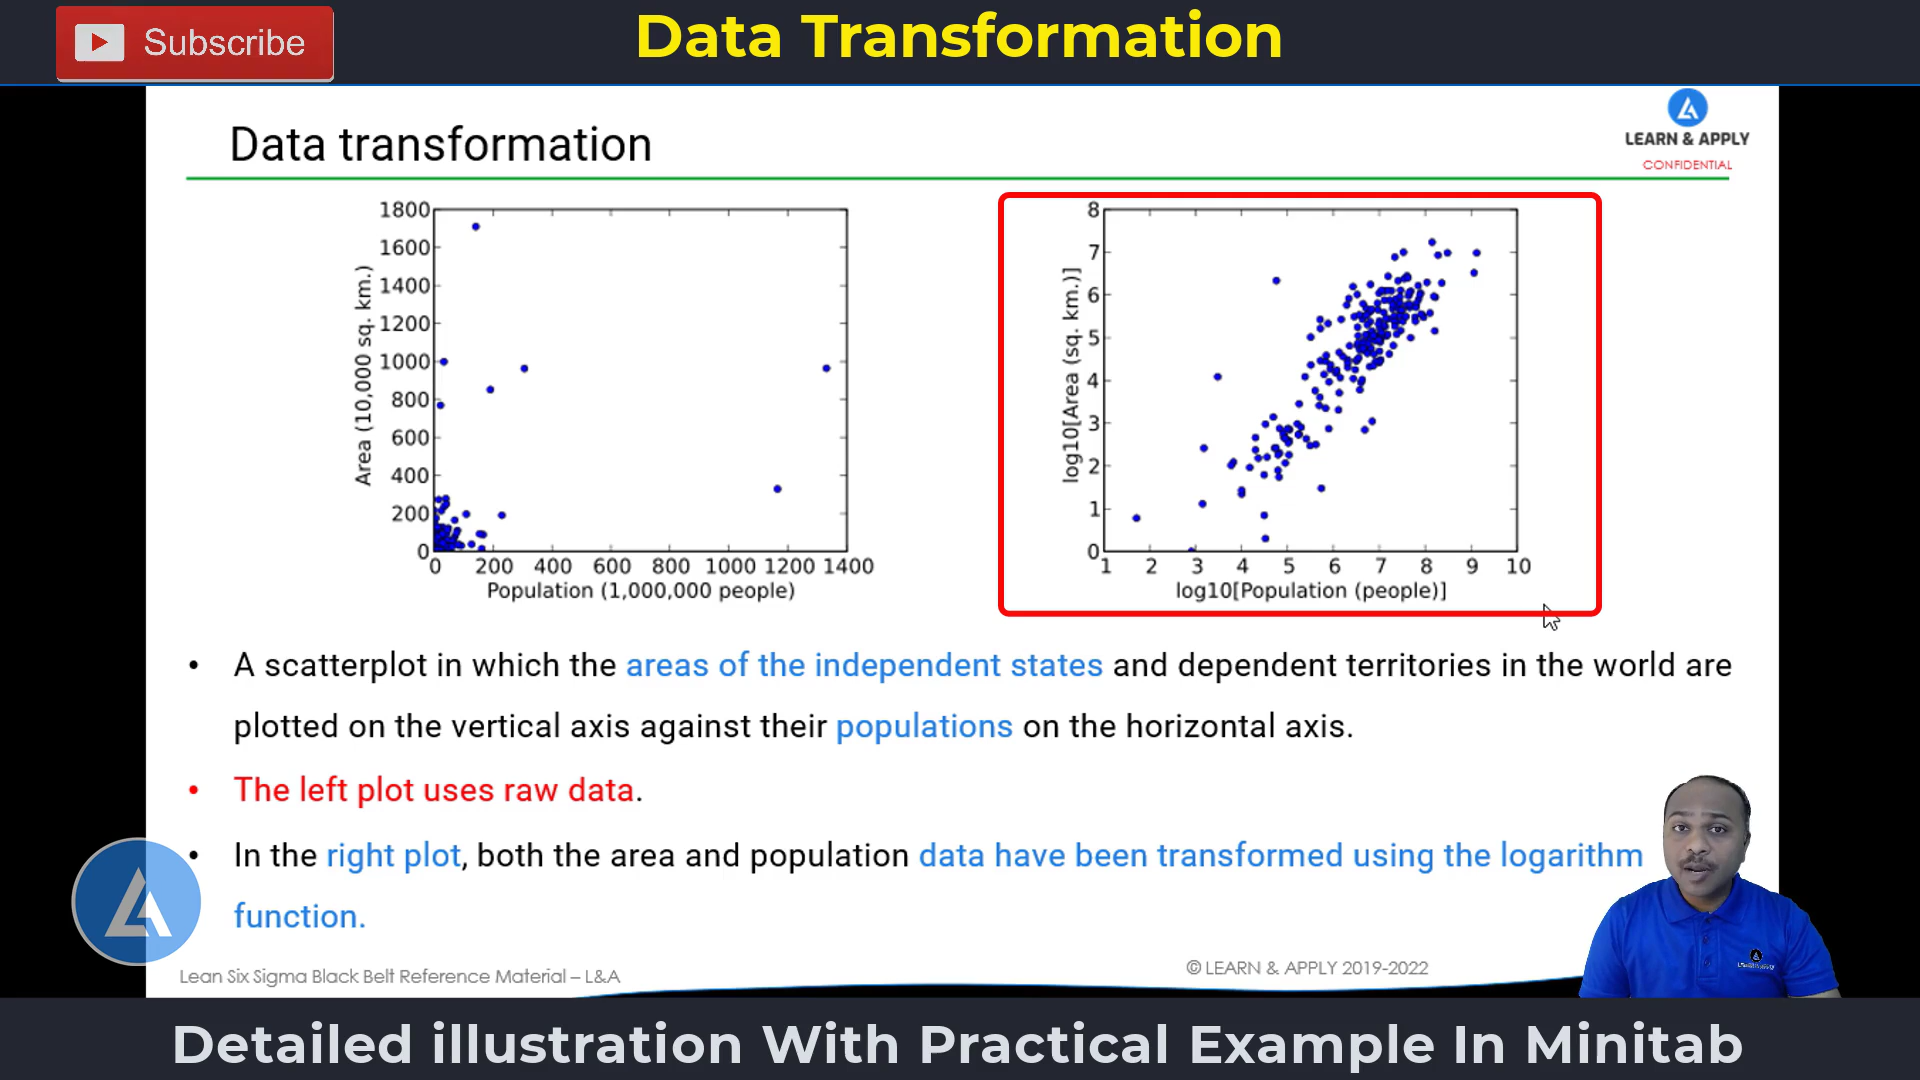 Subscribe
Data Transformation
Data transformation
LEARN & APPLY
CONFIDENTIAL
1800
1600
1400
1200
1000
800
600
400
200
0
Area (10,000 sq. km.)
0 200 400 600 800 1000 1200 1400
Population (1,000,000 people)
8
7
6
5
4
3
2
1
0
log10[Area (sq. km.)]
1 2 3 4 5 6 7 8 9 10
log10[Population (people)]
• A scatterplot in which the areas of the independent states and dependent territories in the world are
plotted on the vertical axis against their populations on the horizontal axis.
• The left plot uses raw data.
• In the right plot, both the area and population data have been transformed using the logarithm
function.
Lean Six Sigma Black Belt Reference Material – L&A
© LEARN & APPLY 2019-2022
Detailed illustration With Practical Example In Minitab